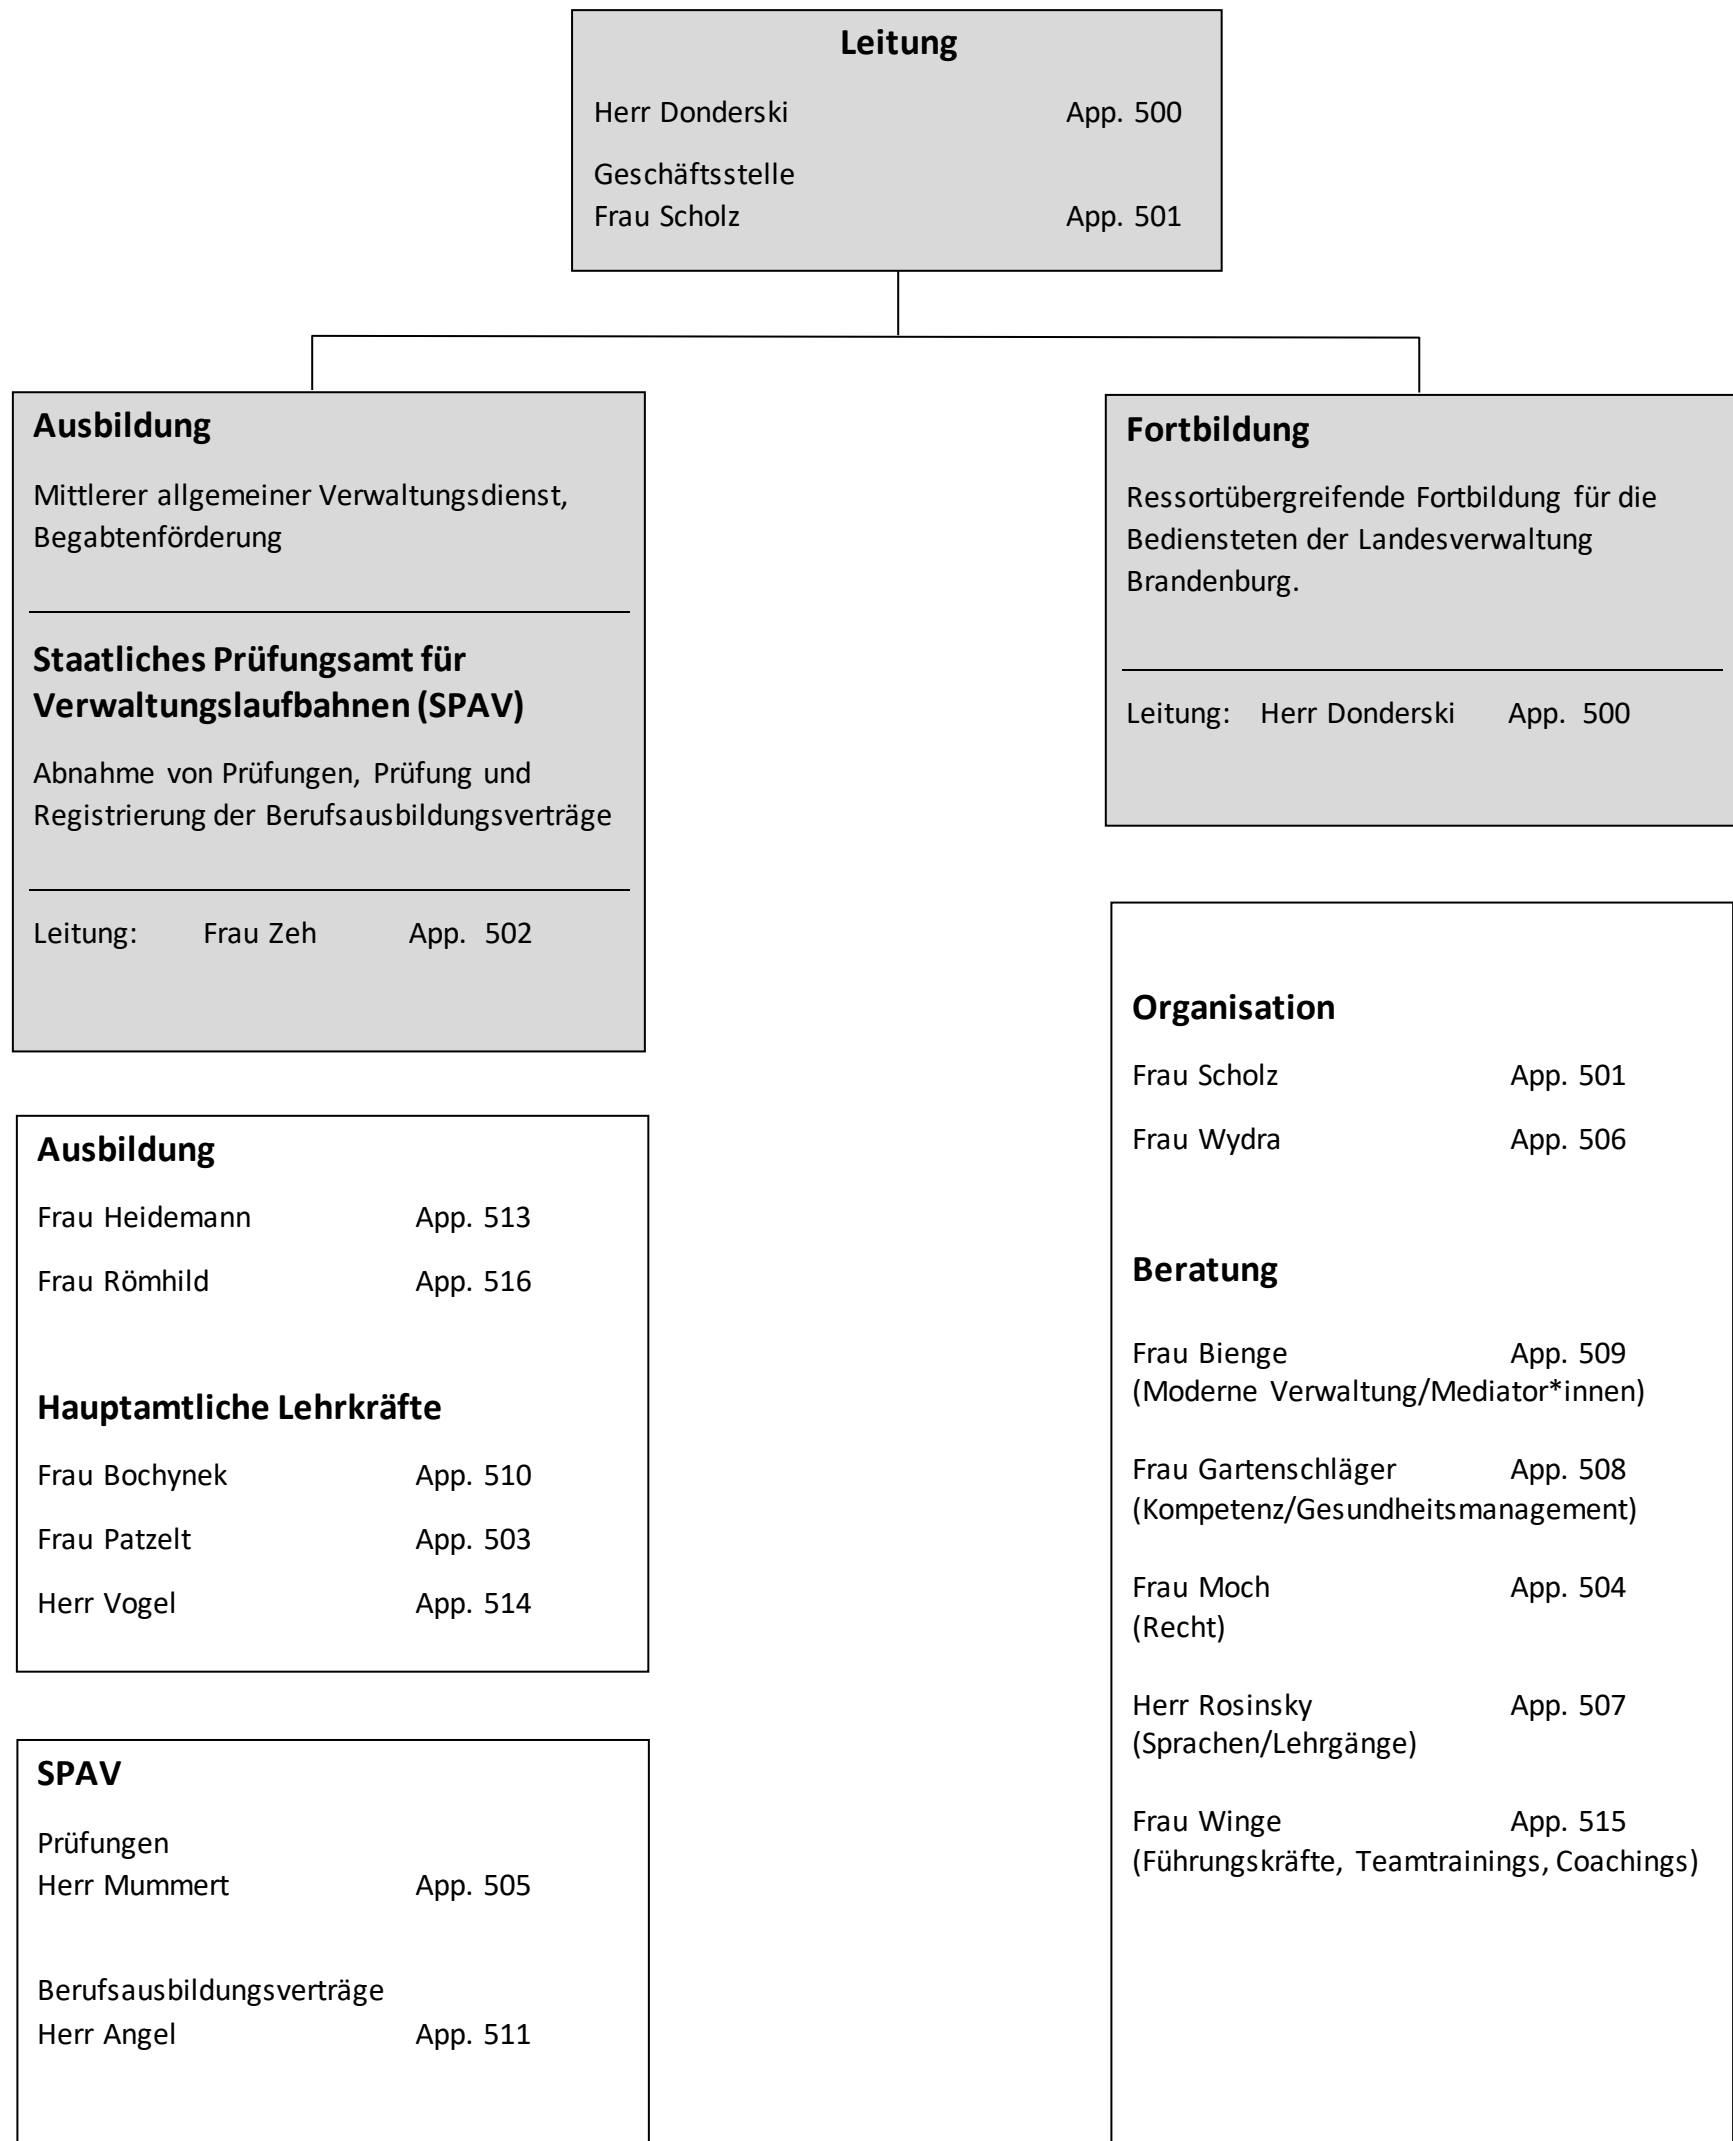 Leitung
Herr Donderski App. 500
Geschäftsstelle
Frau Scholz App. 501
Ausbildung
Mittlerer allgemeiner Verwaltungsdienst,
Begabtenförderung
Staatliches Prüfungsamt für
Verwaltungslaufbahnen (SPAV)
Abnahme von Prüfungen, Prüfung und
Registrierung der Berufsausbildungsverträge
Leitung: Frau Zeh App. 502
Ausbildung
Frau Heidemann App. 513
Frau Römhild App. 516
Hauptamtliche Lehrkräfte
Frau Bochynek App. 510
Frau Patzelt App. 503
Herr Vogel App. 514
SPAV
Prüfungen
Herr Mummert App. 505
Berufsausbildungsverträge
Herr Angel App. 511
Fortbildung
Ressortübergreifende Fortbildung für die
Bediensteten der Landesverwaltung
Brandenburg.
Leitung: Herr Donderski App. 500
Organisation
Frau Scholz App. 501
Frau Wydra App. 506
Beratung
Frau Bienge App. 509
(Moderne Verwaltung/Mediator*innen)
Frau Gartenschläger App. 508
(Kompetenz/Gesundheitsmanagement)
Frau Moch App. 504
(Recht)
Herr Rosinsky App. 507
(Sprachen/Lehrgänge)
Frau Winge App. 515
(Führungskräfte, Teamtrainings, Coachings)